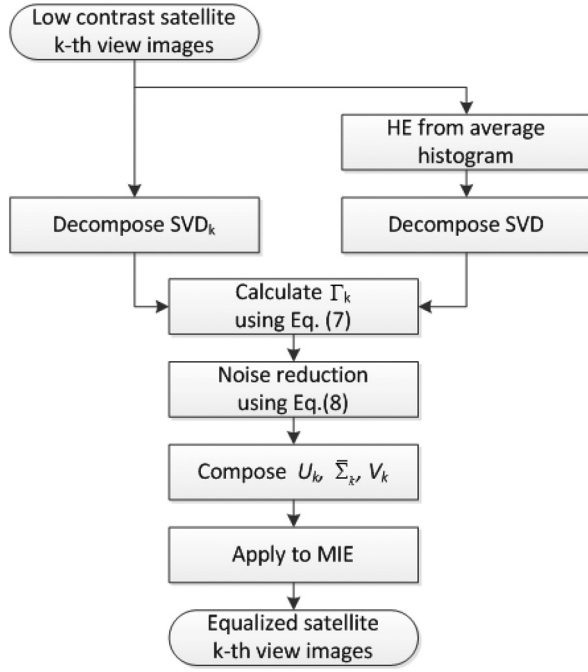 Low contrast satellite
k-th view images
HE from average
histogram
Decompose SVDₖ
Decompose SVD
Calculate Γₖ
using Eq. (7)
Noise reduction
using Eq.(8)
Compose Uₖ, Σ̄ₖ, Vₖ
Apply to MIE
Equalized satellite
k-th view images